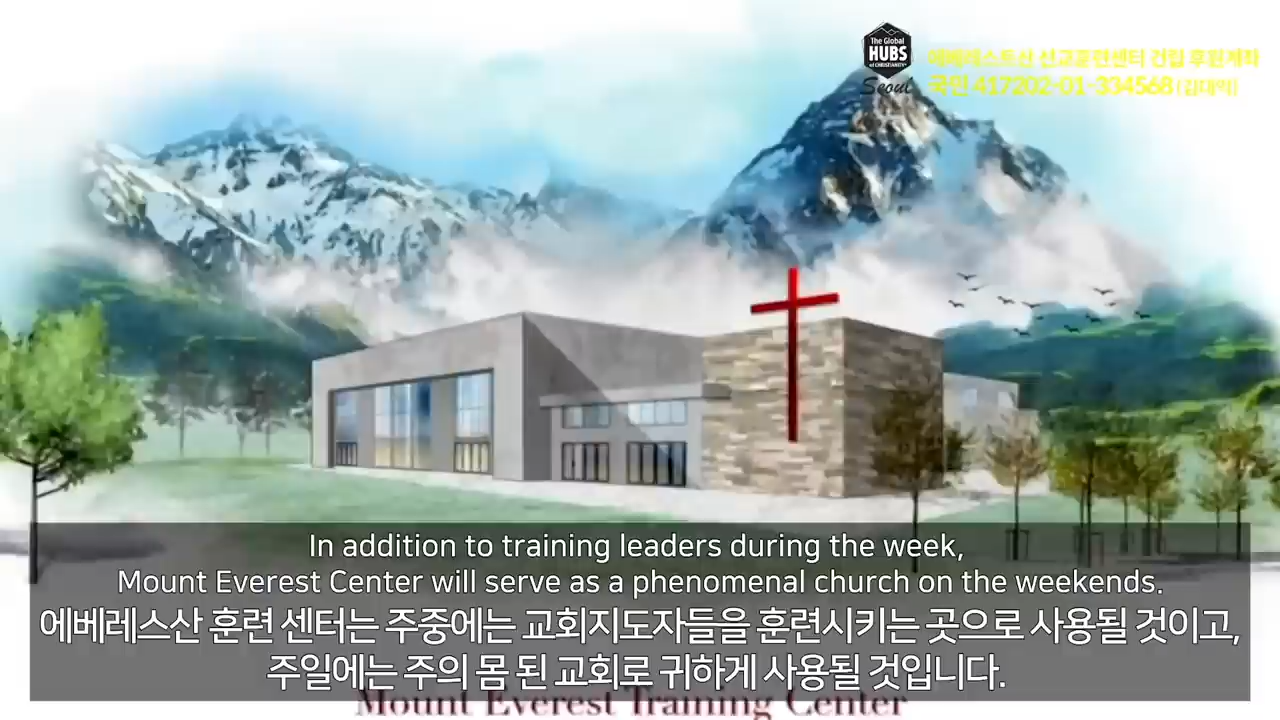 The Global
HUBS
of CHRISTIANITY
Seoul
에베레스트산 선교훈련센터 건립 후원계좌
국민 417202-01-334568 (김대익)
In addition to training leaders during the week,
Mount Everest Center will serve as a phenomenal church on the weekends.
에베레스산 훈련 센터는 주중에는 교회지도자들을 훈련시키는 곳으로 사용될 것이고,
주일에는 주의 몸 된 교회로 귀하게 사용될 것입니다.
Mount Everest Training Center